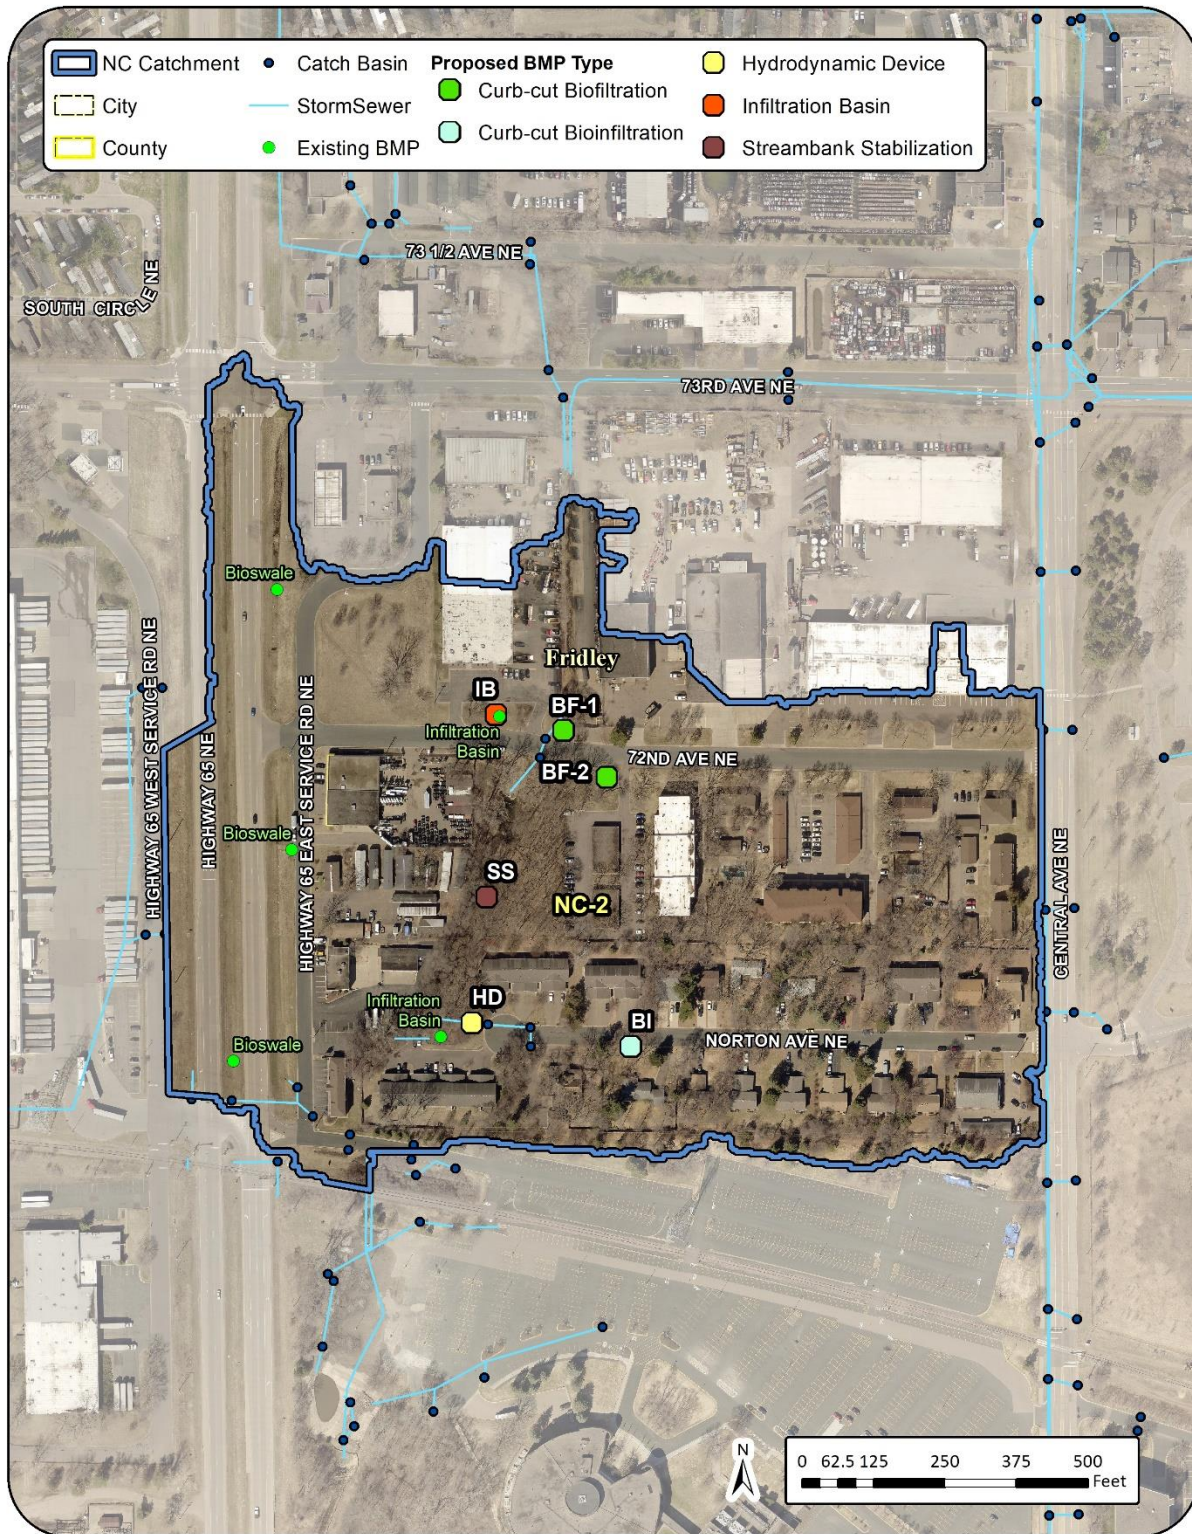 NC Catchment
City
County
Catch Basin
StormSewer
Existing BMP
Proposed BMP Type
Curb-cut Biofiltration
Curb-cut Bioinfiltration
Hydrodynamic Device
Infiltration Basin
Streambank Stabilization
73 1/2 AVE NE
SOUTH CIRCLE NE
73RD AVE NE
Bioswale
Fridley
IB
BF-1
Infiltration
Basin
72ND AVE NE
BF-2
HIGHWAY 65 WEST SERVICE RD NE
HIGHWAY 65 NE
HIGHWAY 65 EAST SERVICE RD NE
Bioswale
SS
NC-2
CENTRAL AVE NE
Infiltration
Basin
HD
BI
NORTON AVE NE
Bioswale
N
0 62.5 125 250 375 500
Feet